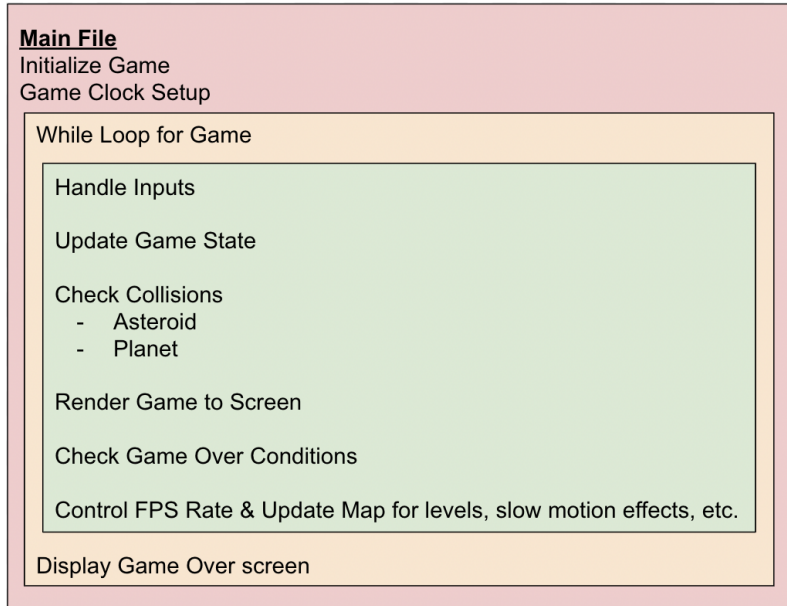 Main File
Initialize Game
Game Clock Setup
While Loop for Game
Handle Inputs
Update Game State
Check Collisions
- Asteroid
- Planet
Render Game to Screen
Check Game Over Conditions
Control FPS Rate & Update Map for levels, slow motion effects, etc.
Display Game Over screen